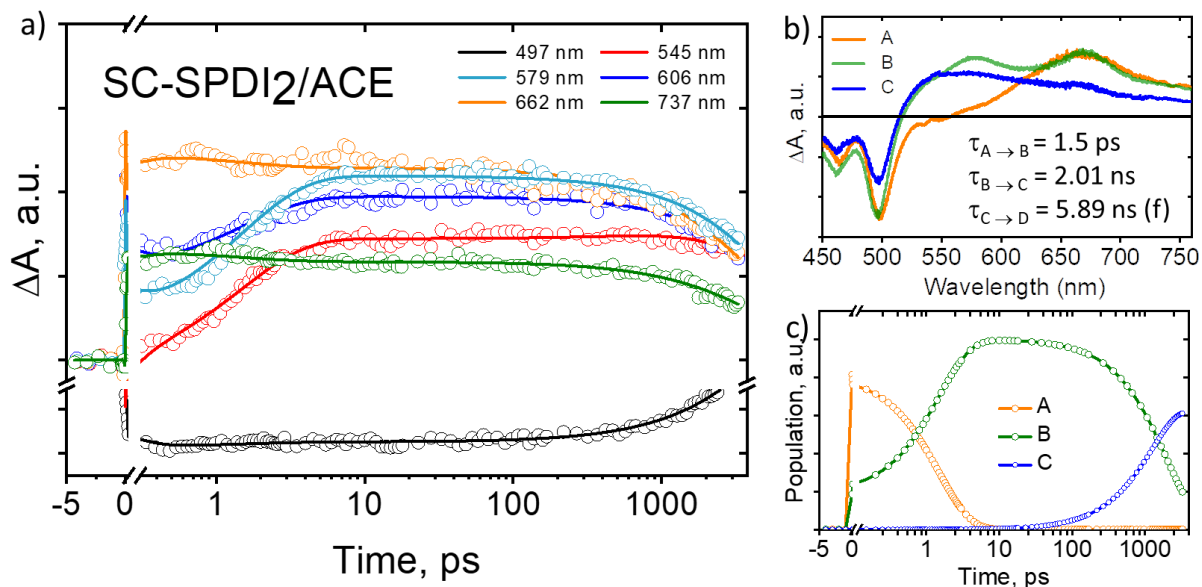 a)
SC-SPDI2/ACE
497 nm
545 nm
579 nm
606 nm
662 nm
737 nm
ΔA, a.u.
-5
0
1
10
100
1000
Time, ps
b)
A
B
C
ΔA, a.u.
τA → B = 1.5 ps
τB → C = 2.01 ns
τC → D = 5.89 ns (f)
450
500
550
600
650
700
750
Wavelength (nm)
c)
Population, a.u.
A
B
C
-5
0
1
10
100
1000
Time, ps